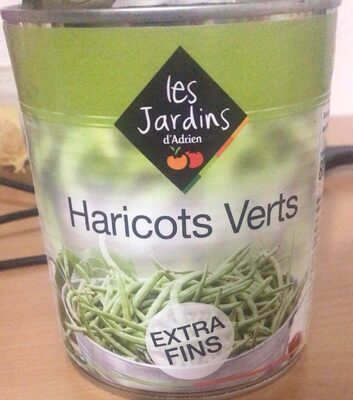 les
Jardins
d'Adrien
Haricots Verts
EXTRA
FINS